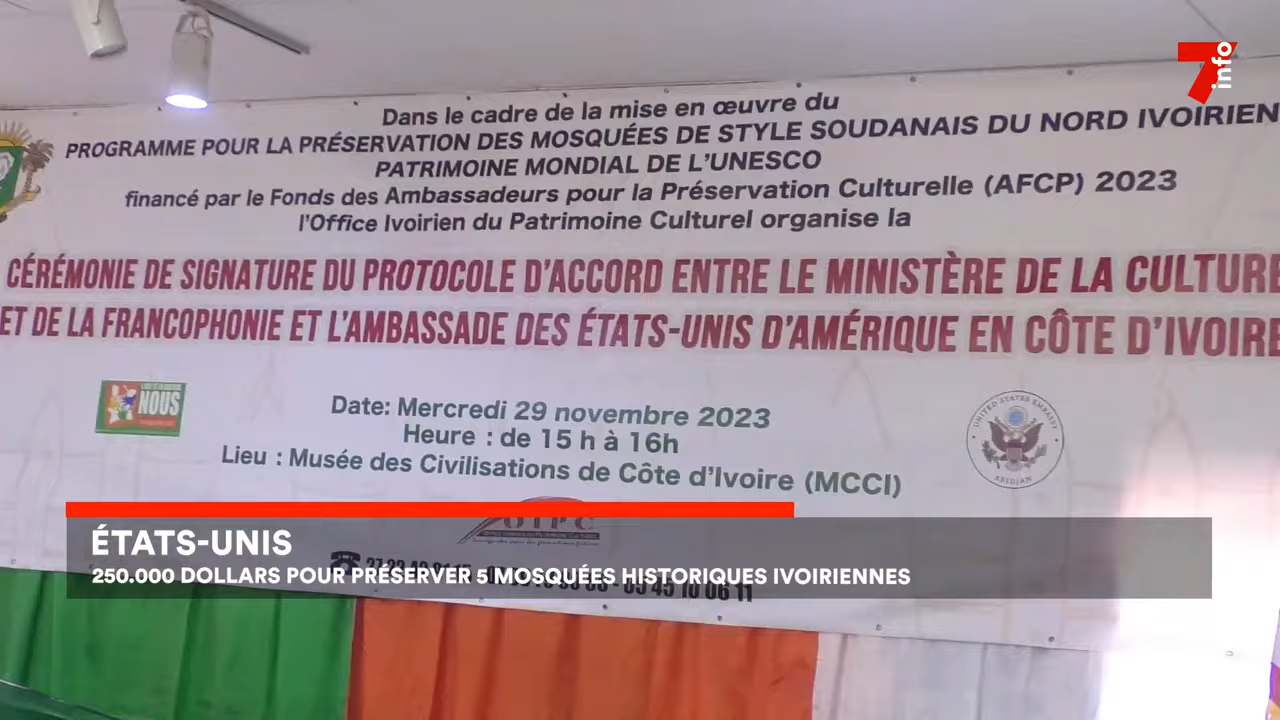 7 info
Dans le cadre de la mise en œuvre du
PROGRAMME POUR LA PRÉSERVATION DES MOSQUÉES DE STYLE SOUDANAIS DU NORD IVOIRIEN
PATRIMOINE MONDIAL DE L'UNESCO
financé par le Fonds des Ambassadeurs pour la Préservation Culturelle (AFCP) 2023
l'Office Ivoirien du Patrimoine Culturel organise la
CÉRÉMONIE DE SIGNATURE DU PROTOCOLE D'ACCORD ENTRE LE MINISTÈRE DE LA CULTURE
ET DE LA FRANCOPHONIE ET L'AMBASSADE DES ÉTATS-UNIS D'AMÉRIQUE EN CÔTE D'IVOIRE
NOUS
Date: Mercredi 29 novembre 2023
Heure : de 15 h à 16h
Lieu : Musée des Civilisations de Côte d'Ivoire (MCCI)
UNITED STATES EMBASSY
ABIDJAN
OIPC
ÉTATS-UNIS
250.000 DOLLARS POUR PRÉSERVER 5 MOSQUÉES HISTORIQUES IVOIRIENNES